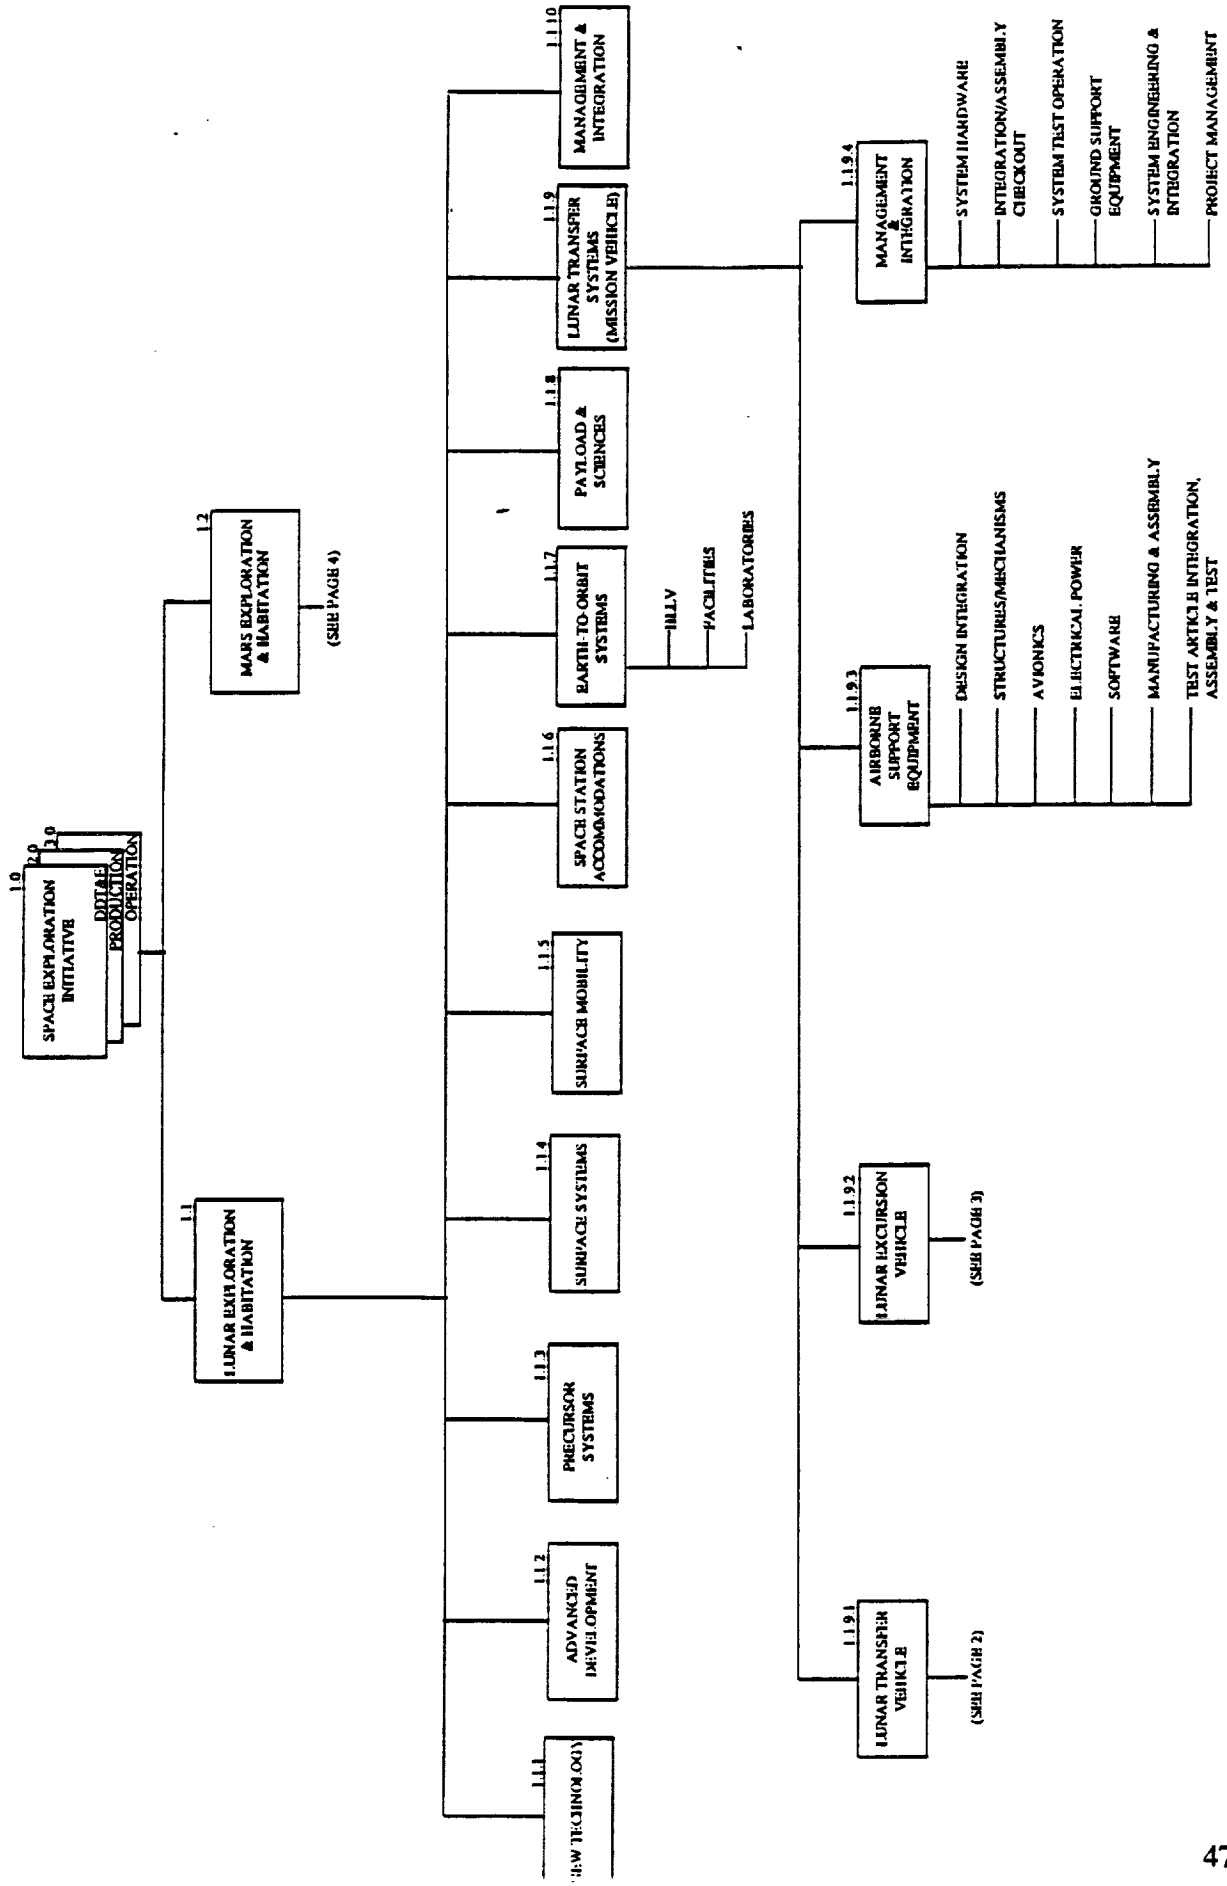 1.0
2.0
3.0
SPACE EXPLORATION
INITIATIVE
DDT&E
PRODUCTION
OPERATION
1.1
LUNAR EXPLORATION
& HABITATION
1.2
MARS EXPLORATION
& HABITATION
(SEE PAGE 4)
1.1.1
NEW TECHNOLOGY
1.1.2
ADVANCED
DEVELOPMENT
1.1.3
PRECURSOR
SYSTEMS
1.1.4
SURFACE SYSTEMS
1.1.5
SURFACE MOBILITY
1.1.6
SPACE STATION
ACCOMMODATIONS
1.1.7
EARTH-TO-ORBIT
SYSTEMS
HLLV
FACILITIES
LABORATORIES
1.1.8
PAYLOAD &
SCIENCES
1.1.9
LUNAR TRANSFER
SYSTEMS
(MISSION VEHICLE)
1.1.10
MANAGEMENT &
INTEGRATION
1.1.9.1
LUNAR TRANSFER
VEHICLE
(SEE PAGE 2)
1.1.9.2
LUNAR EXCURSION
VEHICLE
(SEE PAGE 3)
1.1.9.3
AIRBORNE
SUPPORT
EQUIPMENT
DESIGN INTEGRATION
STRUCTURES/MECHANISMS
AVIONICS
ELECTRICAL POWER
SOFTWARE
MANUFACTURING & ASSEMBLY
TEST ARTICLE INTEGRATION,
ASSEMBLY & TEST
1.1.9.4
MANAGEMENT
&
INTEGRATION
SYSTEM HARDWARE
INTEGRATION/ASSEMBLY
CHECKOUT
SYSTEM TEST OPERATION
GROUND SUPPORT
EQUIPMENT
SYSTEM ENGINEERING &
INTEGRATION
PROJECT MANAGEMENT
47